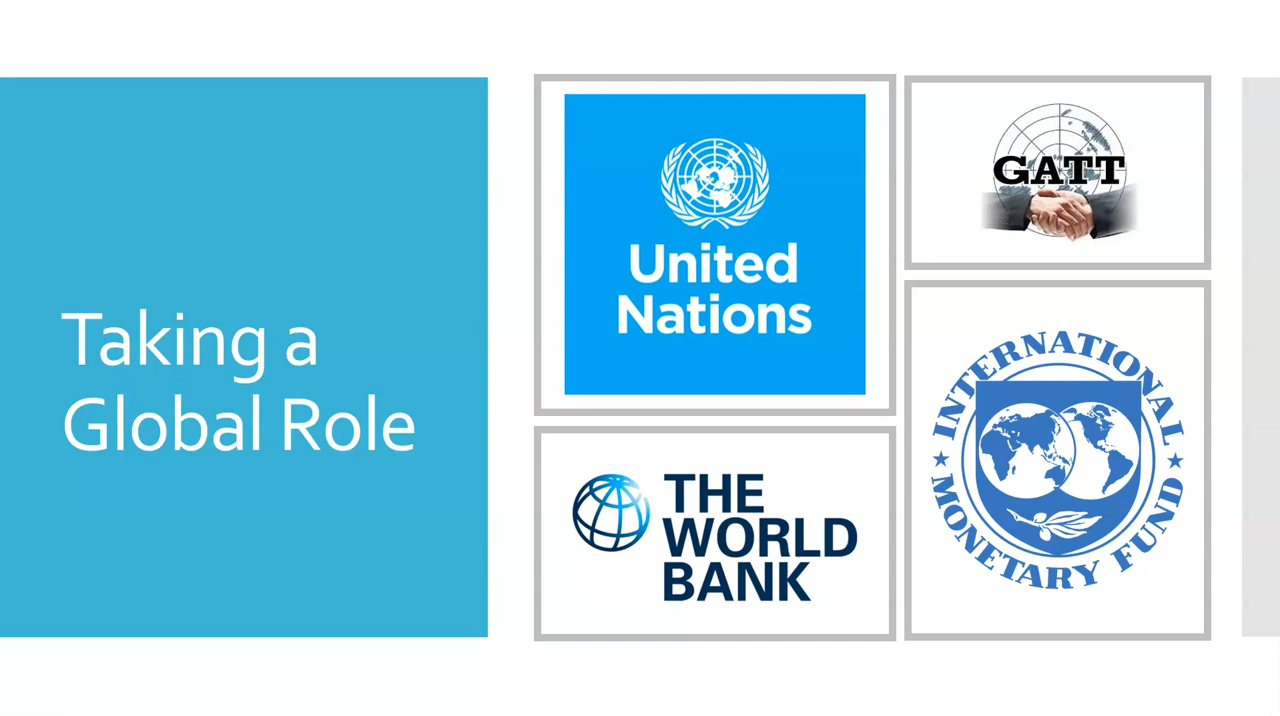 Taking a
Global Role
United
Nations
GATT
THE
WORLD
BANK
INTERNATIONAL
MONETARY FUND